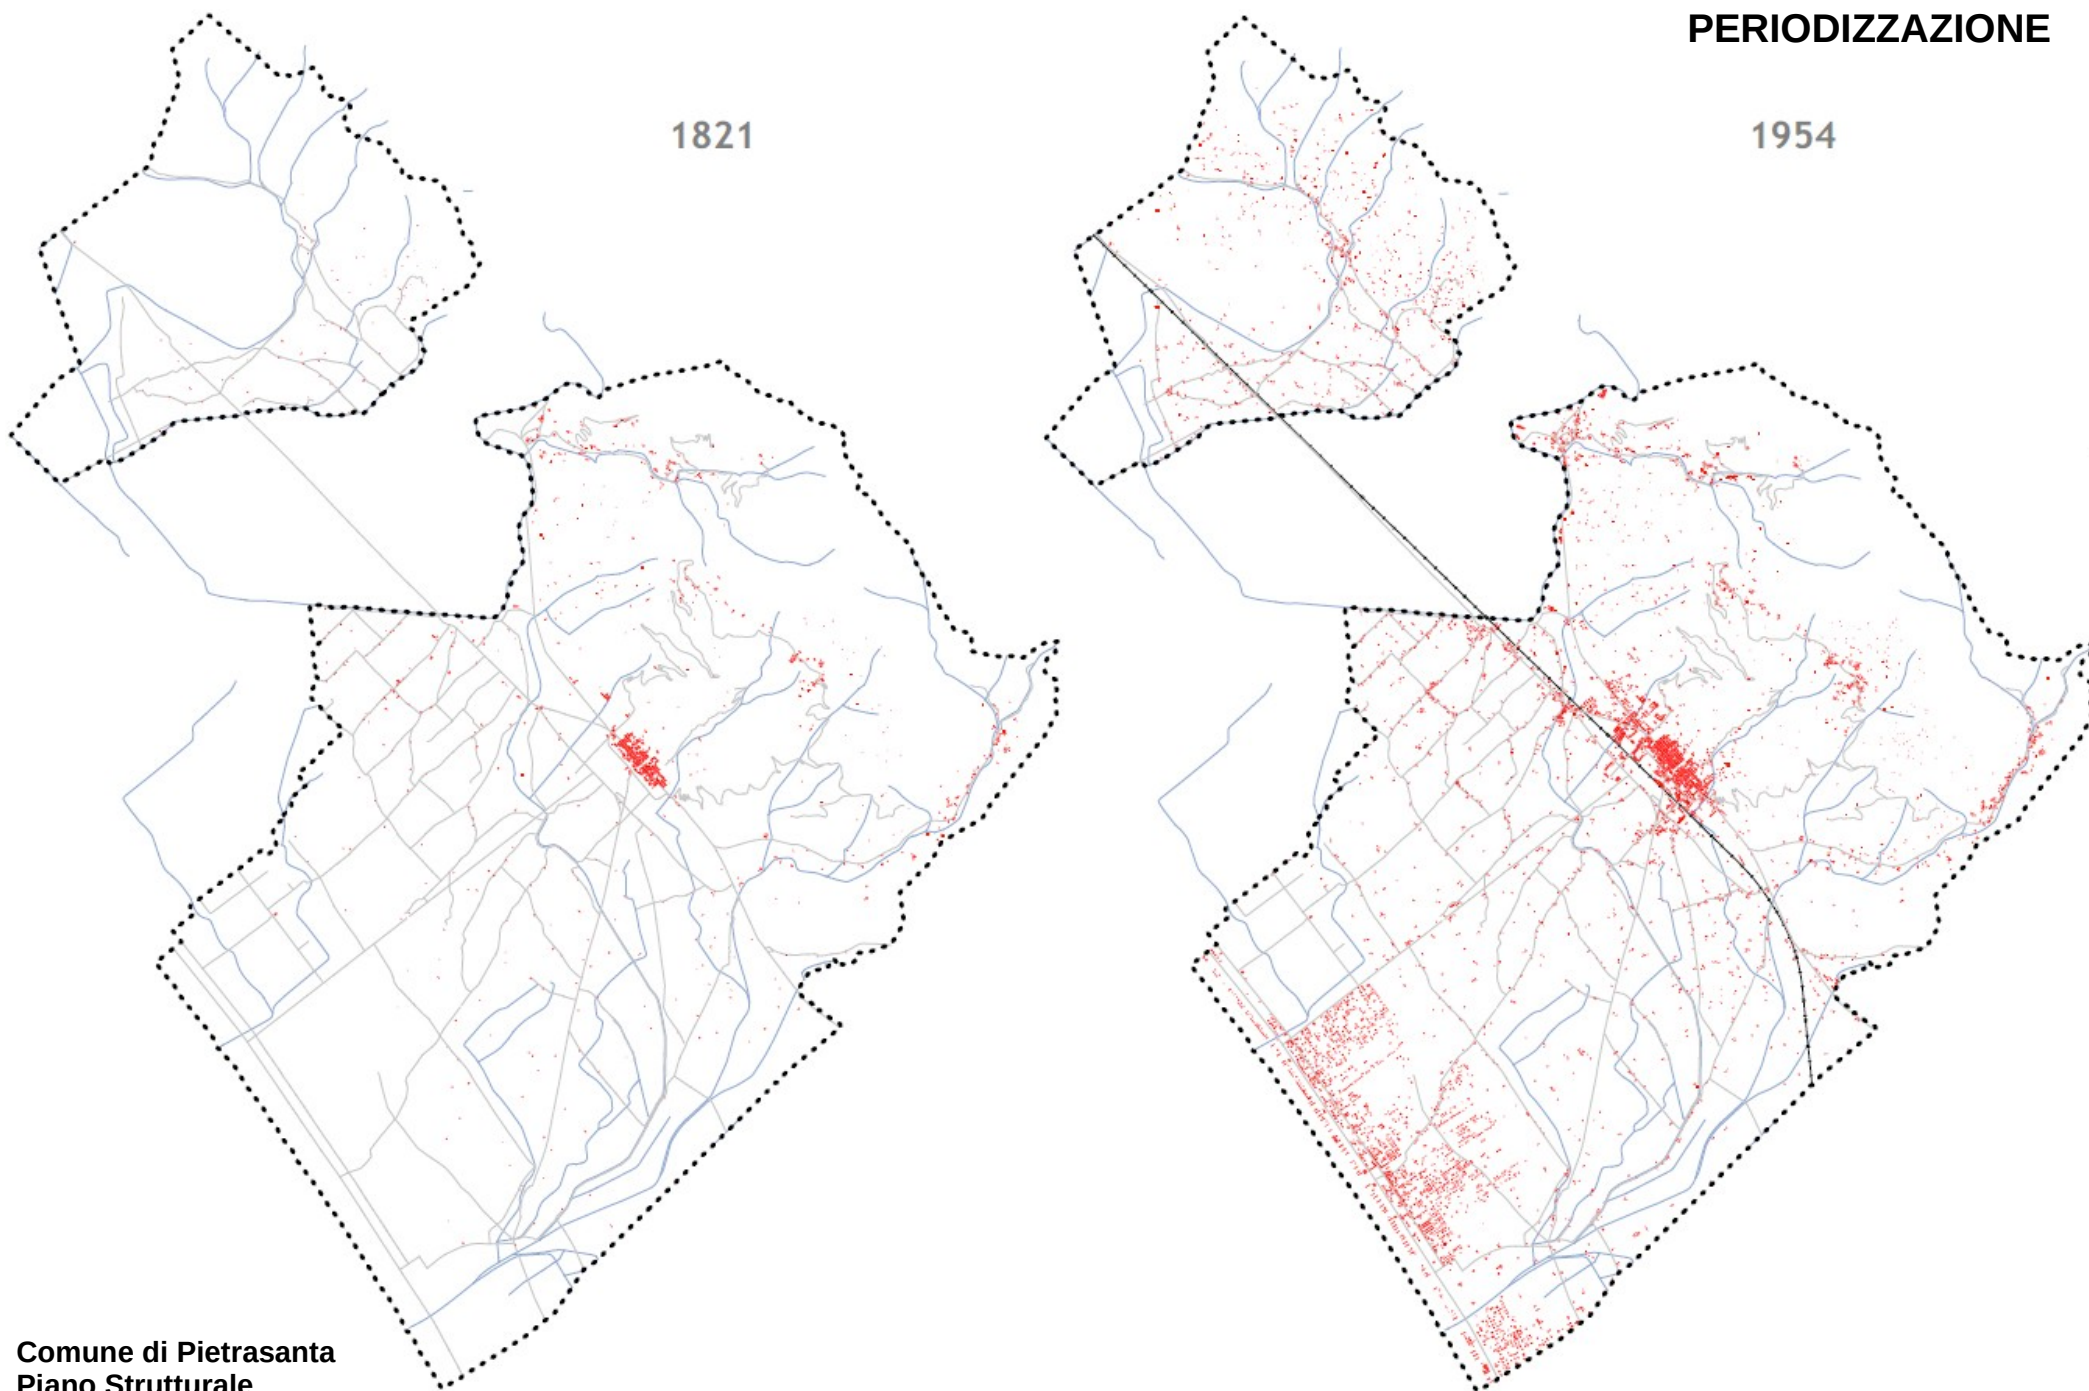 PERIODIZZAZIONE
1821
1954
Comune di Pietrasanta
Piano Strutturale